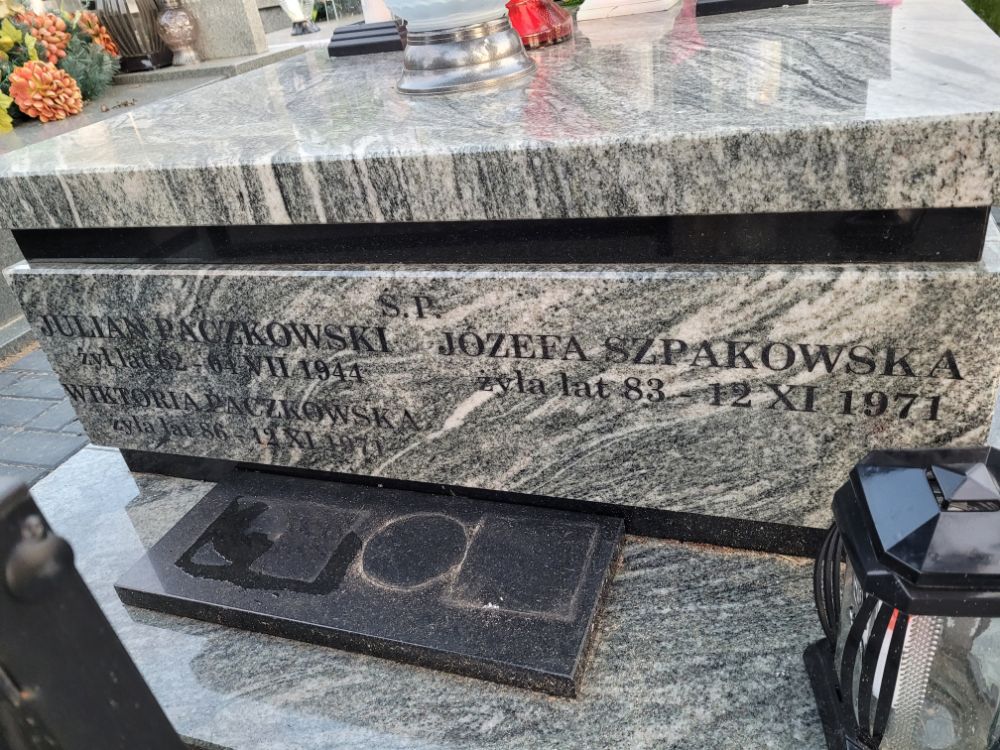 Ś.P.
JULIAN PACZKOWSKI
żył lat 62 - 04 VII 1944
WIKTORIA PACZKOWSKA
żyła lat 86 - 12 XI 1971
JÓZEFA SZPAKOWSKA
żyła lat 83 - 12 XI 1971